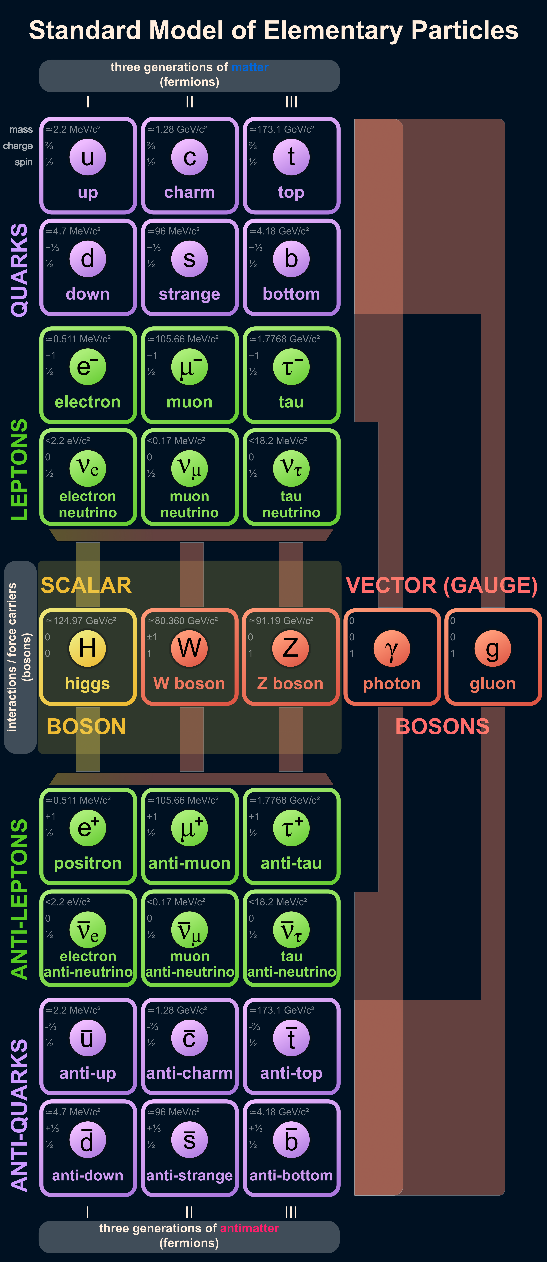 Standard Model of Elementary Particles
three generations of matter
(fermions)
I II III
mass ≃2.2 MeV/c² ≃1.28 GeV/c² ≃173.1 GeV/c²
charge ⅔ ⅔ ⅔
spin ½ ½ ½
u c t
up charm top
QUARKS
≃4.7 MeV/c² ≃96 MeV/c² ≃4.18 GeV/c²
−⅓ −⅓ −⅓
½ ½ ½
d s b
down strange bottom
≃0.511 MeV/c² ≃105.66 MeV/c² ≃1.7768 GeV/c²
−1 −1 −1
½ ½ ½
e⁻ μ⁻ τ⁻
electron muon tau
LEPTONS
<2.2 eV/c² <0.17 MeV/c² <18.2 MeV/c²
0 0 0
½ ½ ½
νe νμ ντ
electron muon tau
neutrino neutrino neutrino
SCALAR VECTOR (GAUGE)
interactions / force carriers
(bosons)
~124.97 GeV/c² ~80.360 GeV/c² ~91.19 GeV/c² 0 0
0 ±1 0 0 0
0 1 1 1 1
H W Z γ g
higgs W boson Z boson photon gluon
BOSON BOSONS
≃0.511 MeV/c² ≃105.66 MeV/c² ≃1.7768 GeV/c²
+1 +1 +1
½ ½ ½
e⁺ μ⁺ τ⁺
positron anti-muon anti-tau
ANTI-LEPTONS
<2.2 eV/c² <0.17 MeV/c² <18.2 MeV/c²
0 0 0
½ ½ ½
ν̅e ν̅μ ν̅τ
electron muon tau
anti-neutrino anti-neutrino anti-neutrino
≃2.2 MeV/c² ≃1.28 GeV/c² ≃173.1 GeV/c²
-⅔ -⅔ -⅔
½ ½ ½
u̅ c̅ t̅
anti-up anti-charm anti-top
ANTI-QUARKS
≃4.7 MeV/c² ≃96 MeV/c² ≃4.18 GeV/c²
+⅓ +⅓ +⅓
½ ½ ½
d̅ s̅ b̅
anti-down anti-strange anti-bottom
I II III
three generations of antimatter
(fermions)